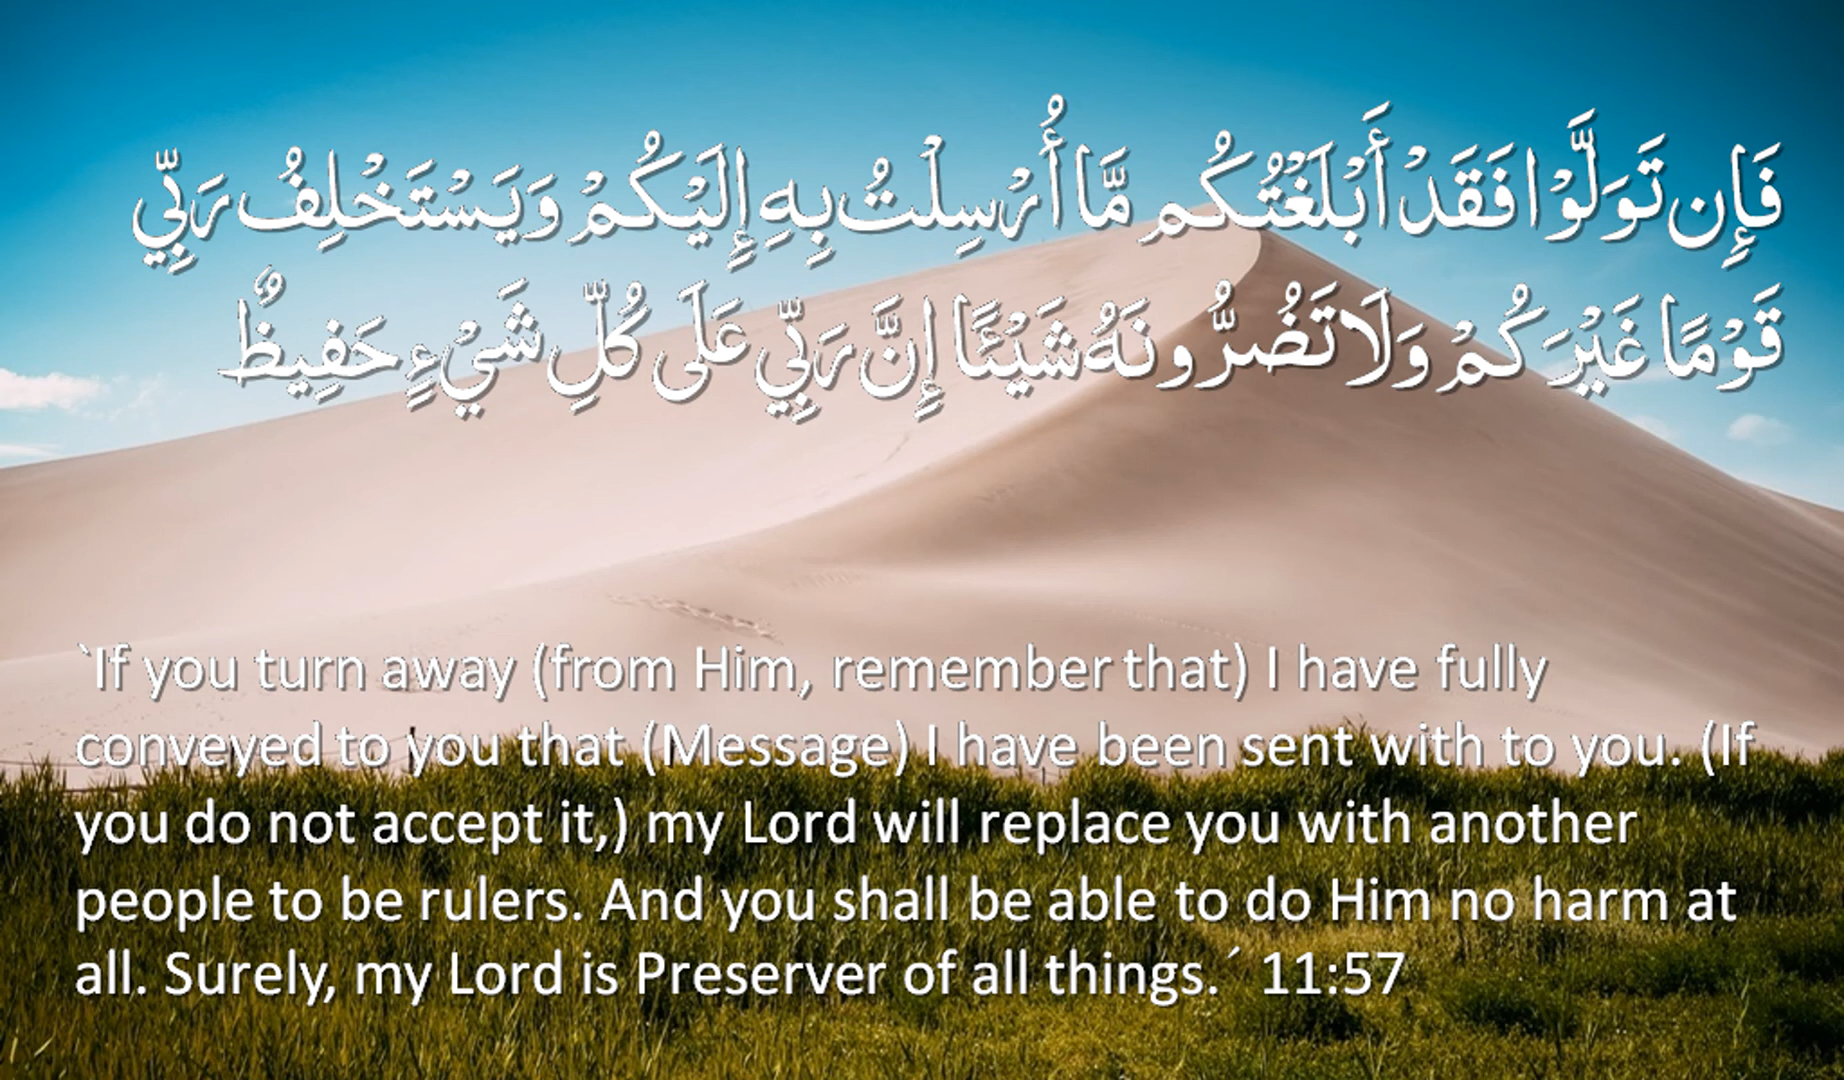 فَإِن تَوَلَّوْا فَقَدْ أَبْلَغْتُكُم مَّا أُرْسِلْتُ بِهِ إِلَيْكُمْ وَيَسْتَخْلِفُ رَبِّي
قَوْمًا غَيْرَكُمْ وَلَا تَضُرُّونَهُ شَيْئًا إِنَّ رَبِّي عَلَى كُلِّ شَيْءٍ حَفِيظٌ
`If you turn away (from Him, remember that) I have fully
conveyed to you that (Message) I have been sent with to you. (If
you do not accept it,) my Lord will replace you with another
people to be rulers. And you shall be able to do Him no harm at
all. Surely, my Lord is Preserver of all things.´ 11:57